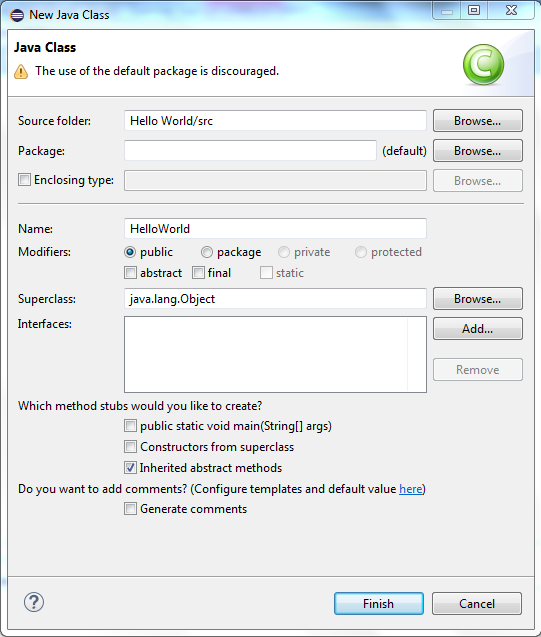 New Java Class
Java Class
The use of the default package is discouraged.
C
Source folder: Hello World/src Browse...
Package: (default) Browse...
Enclosing type: Browse...
Name: HelloWorld
Modifiers: public package private protected
abstract final static
Superclass: java.lang.Object Browse...
Interfaces: Add...
Remove
Which method stubs would you like to create?
public static void main(String[] args)
Constructors from superclass
Inherited abstract methods
Do you want to add comments? (Configure templates and default value here)
Generate comments
? Finish Cancel